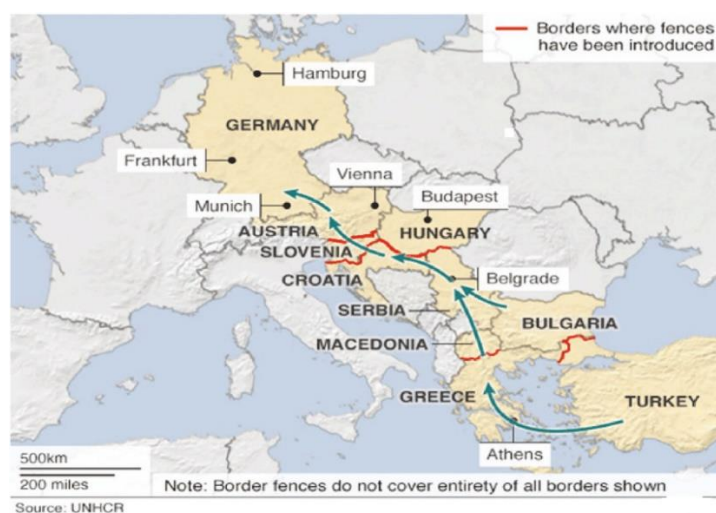 Borders where fences
have been introduced
Hamburg
GERMANY
Frankfurt
Vienna
Munich
Budapest
AUSTRIA
HUNGARY
SLOVENIA
CROATIA
Belgrade
SERBIA
BULGARIA
MACEDONIA
GREECE
TURKEY
Athens
500km
200 miles
Note: Border fences do not cover entirety of all borders shown
Source: UNHCR